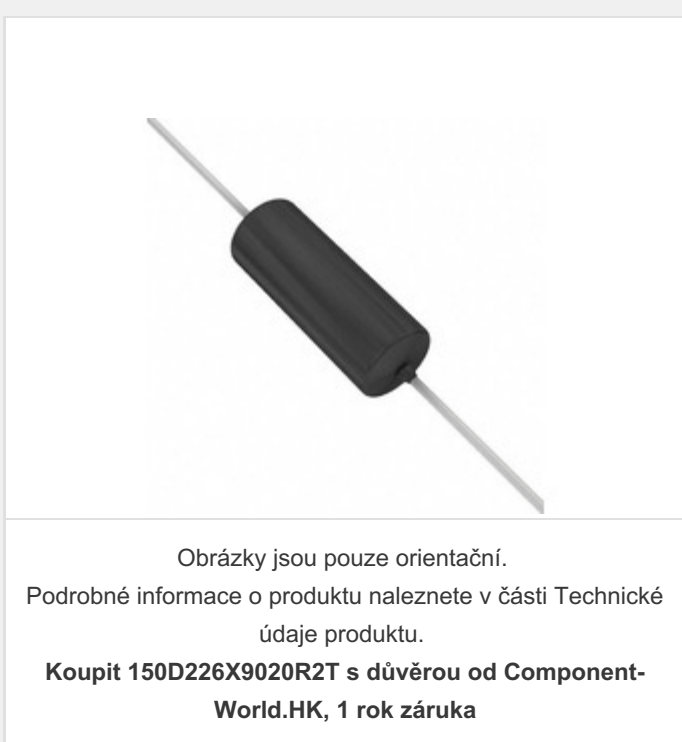 Obrázky jsou pouze orientační.
Podrobné informace o produktu naleznete v části Technické
údaje produktu.
Koupit 150D226X9020R2T s důvěrou od Component-
World.HK, 1 rok záruka